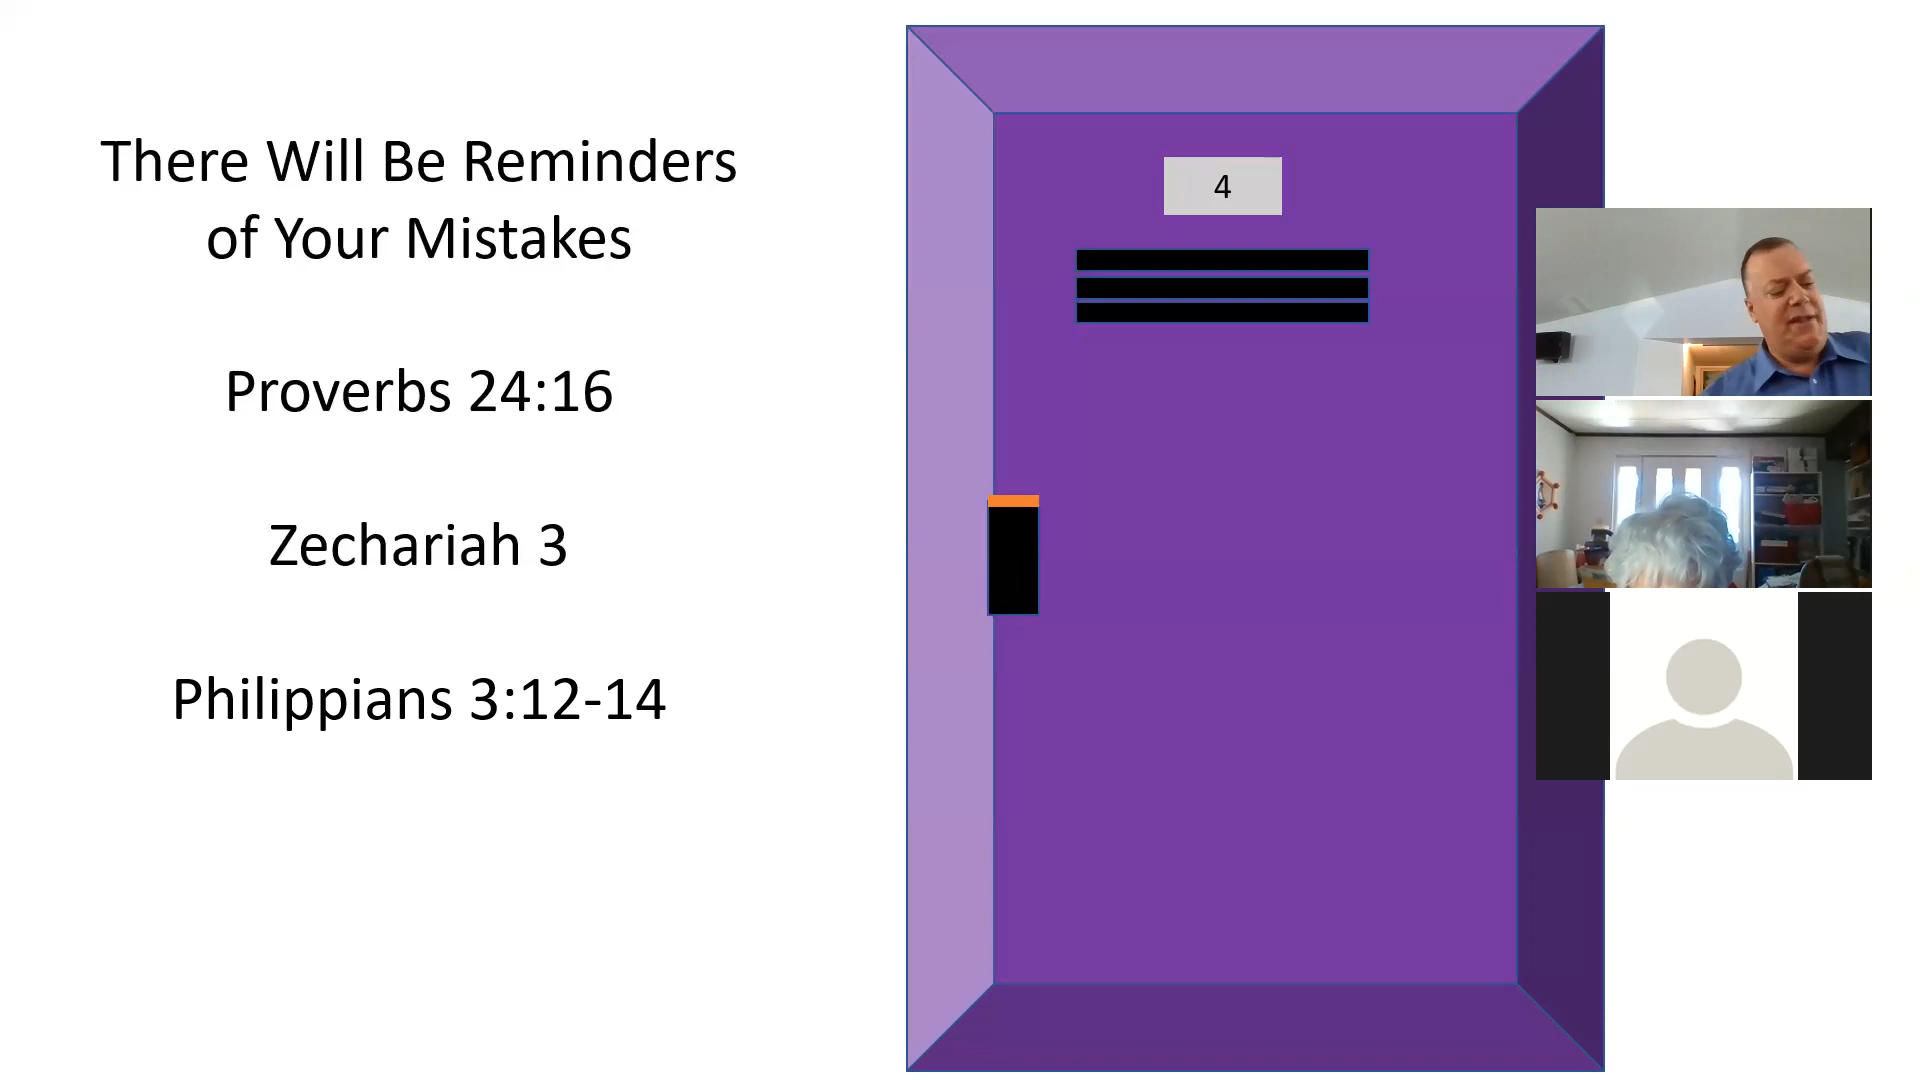 There Will Be Reminders
of Your Mistakes
Proverbs 24:16
Zechariah 3
Philippians 3:12-14
4